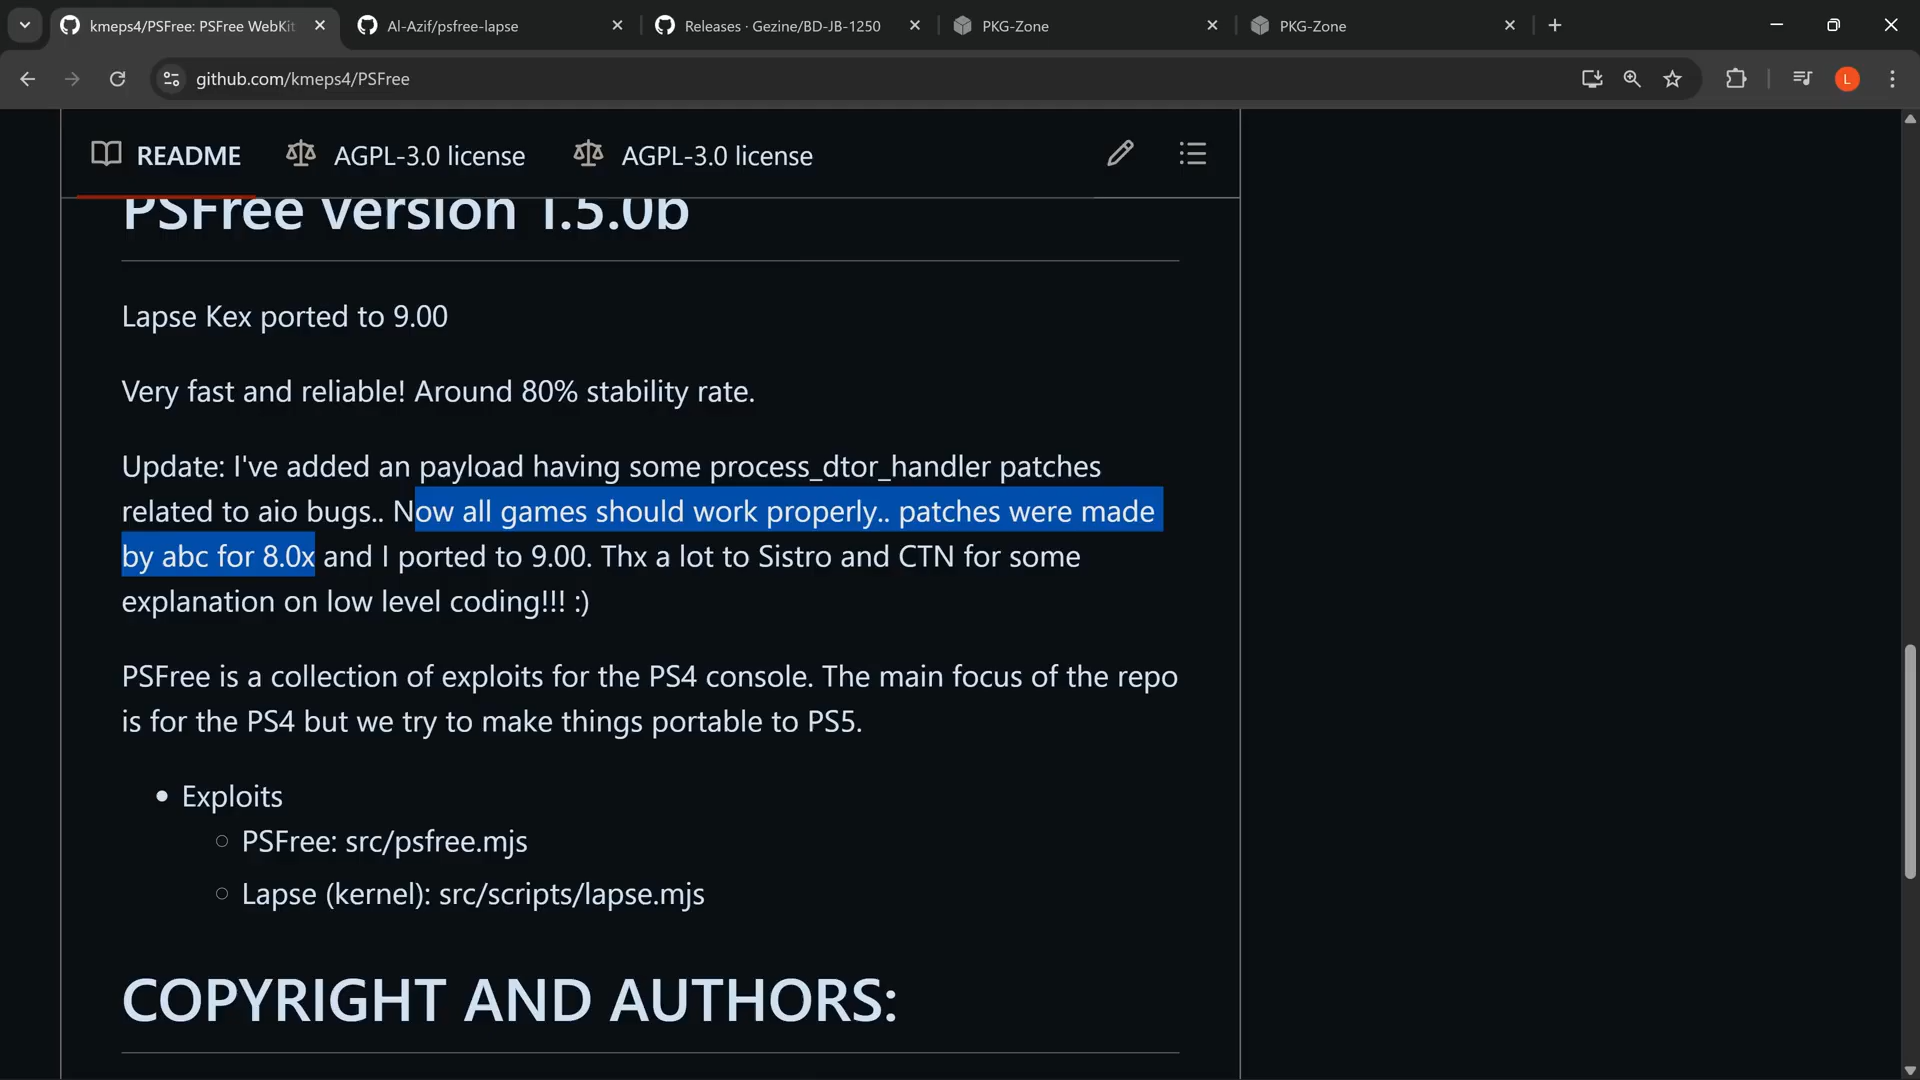 kmeps4/PSFree: PSFree WebKit
Al-Azif/psfree-lapse
Releases · Gezine/BD-JB-1250
PKG-Zone
PKG-Zone
github.com/kmeps4/PSFree
L
README
AGPL-3.0 license
AGPL-3.0 license
PSFree version 1.5.0b
Lapse Kex ported to 9.00
Very fast and reliable! Around 80% stability rate.
Update: I've added an payload having some process_dtor_handler patches
related to aio bugs.. Now all games should work properly.. patches were made
by abc for 8.0x and I ported to 9.00. Thx a lot to Sistro and CTN for some
explanation on low level coding!!! :)
PSFree is a collection of exploits for the PS4 console. The main focus of the repo
is for the PS4 but we try to make things portable to PS5.
• Exploits
○ PSFree: src/psfree.mjs
○ Lapse (kernel): src/scripts/lapse.mjs
COPYRIGHT AND AUTHORS: